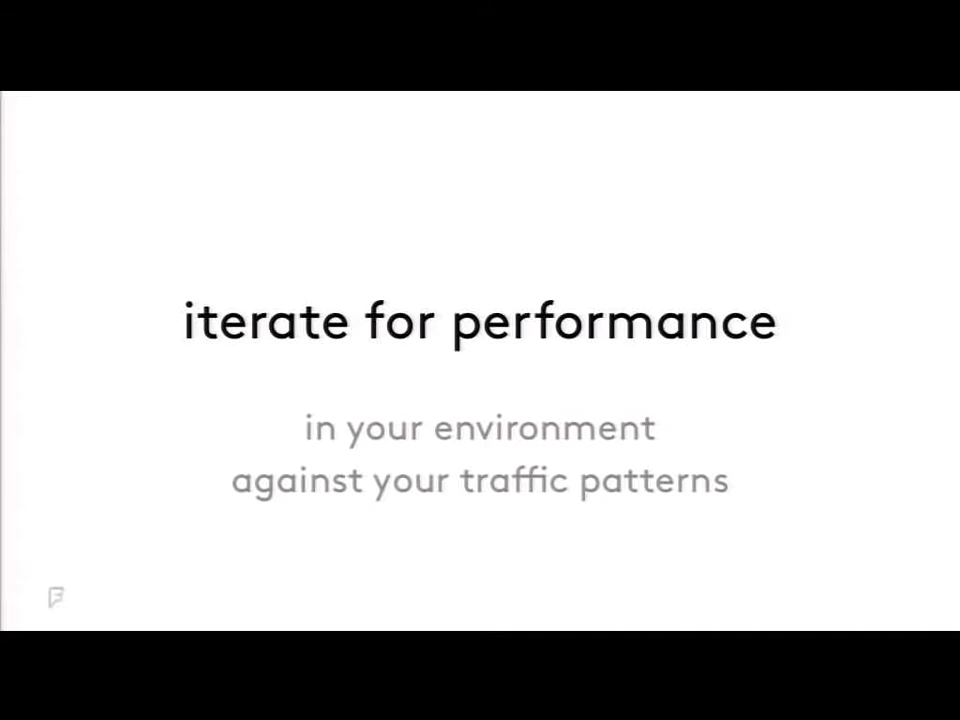 iterate for performance
in your environment
against your traffic patterns